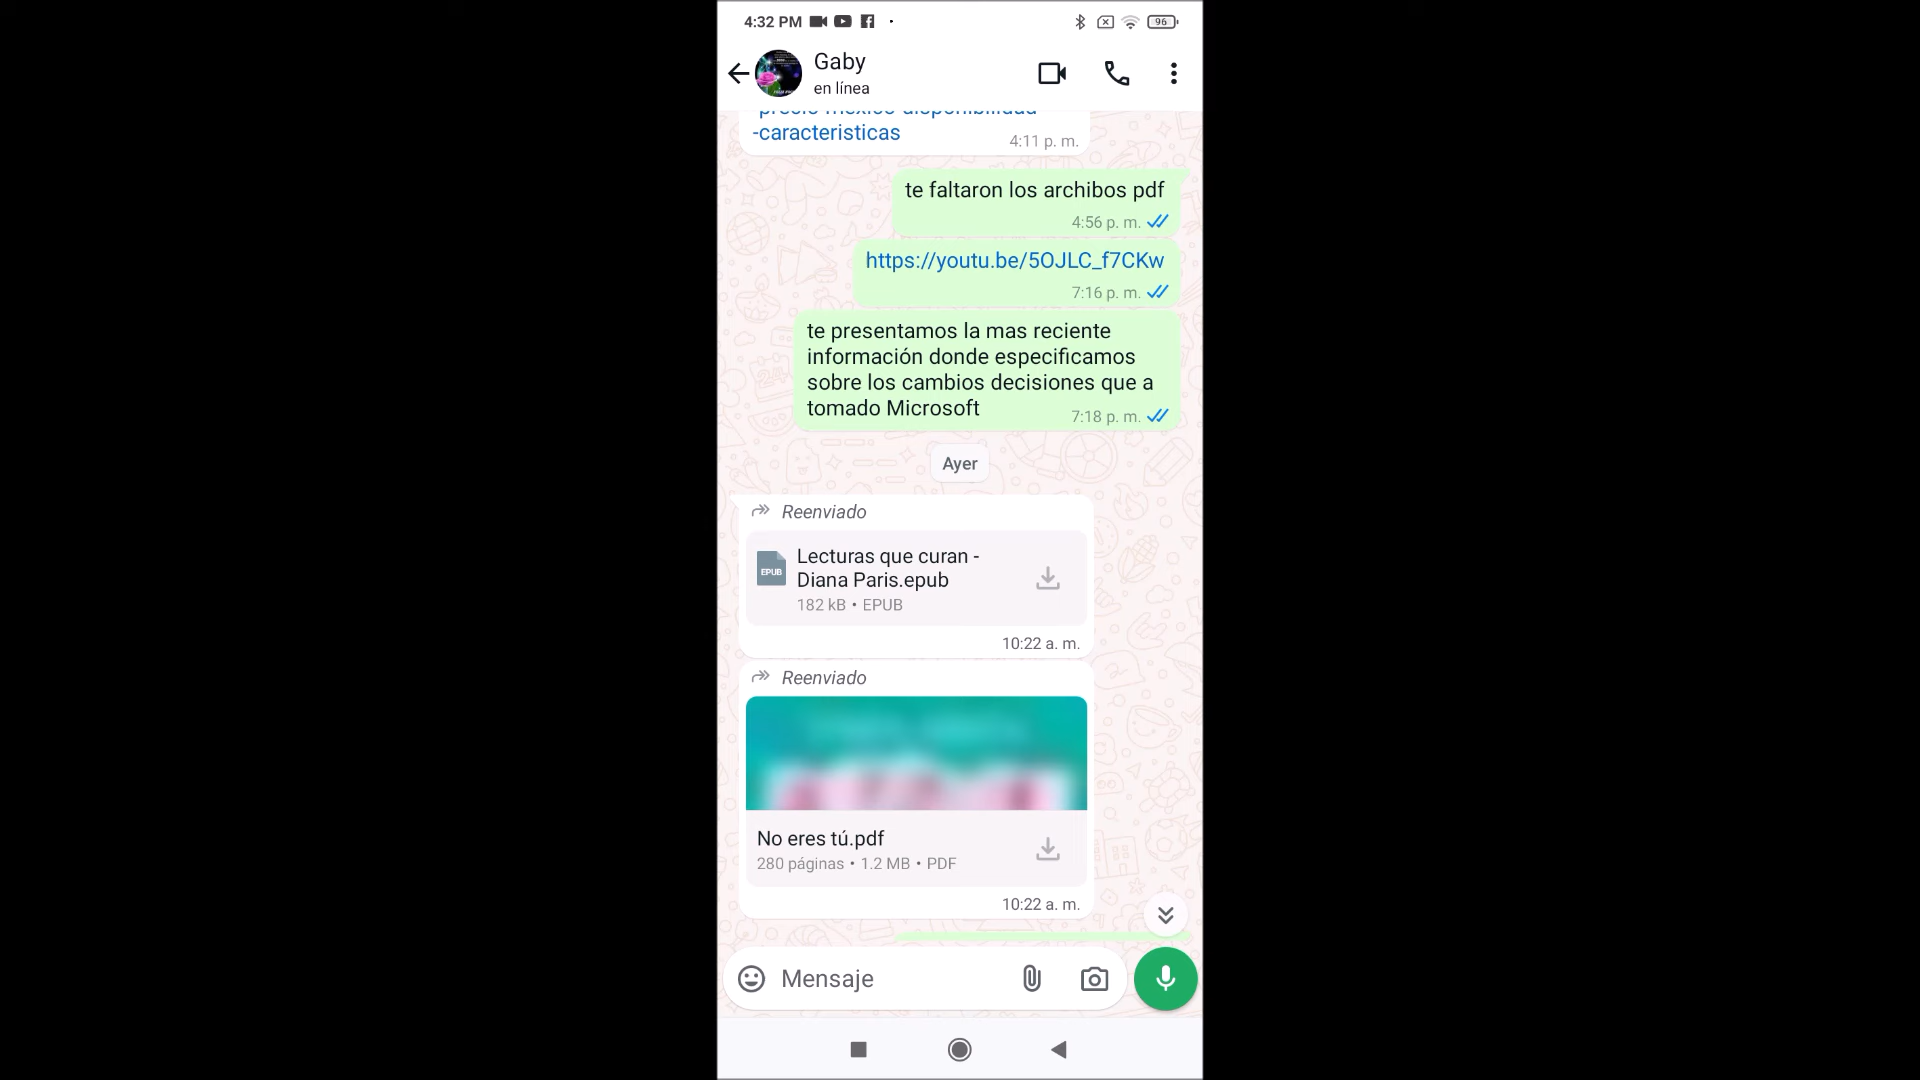 4:32 PM
96
Gaby
en línea
-precio-mexico-disponibilidad
-caracteristicas
4:11 p. m.
te faltaron los archibos pdf
4:56 p. m.
https://youtu.be/5OJLC_f7CKw
7:16 p. m.
te presentamos la mas reciente
información donde especificamos
sobre los cambios decisiones que a
tomado Microsoft
7:18 p. m.
Ayer
Reenviado
EPUB
Lecturas que curan -
Diana Paris.epub
182 kB • EPUB
10:22 a. m.
Reenviado
No eres tú.pdf
280 páginas • 1.2 MB • PDF
10:22 a. m.
Mensaje